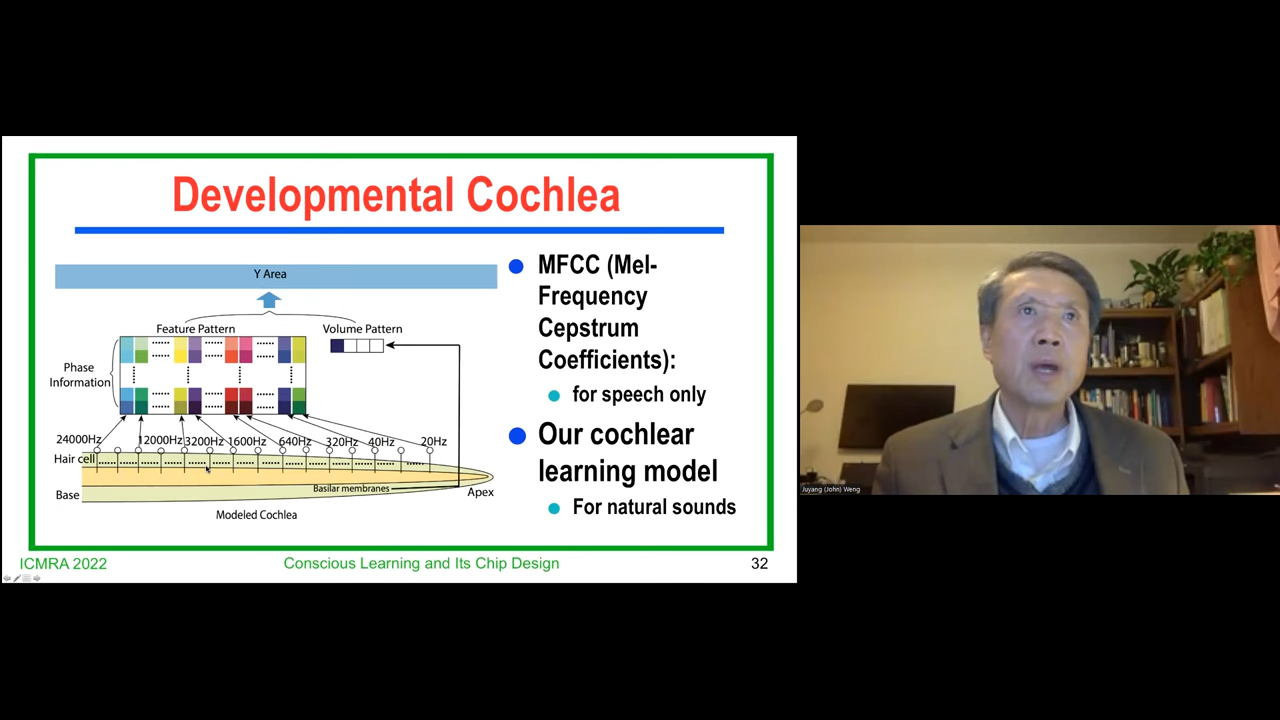 Developmental Cochlea
Y Area
Feature Pattern
Volume Pattern
Phase
Information
24000Hz 12000Hz 3200Hz 1600Hz 640Hz 320Hz 40Hz 20Hz
Hair cell
Basilar membranes
Base
Apex
Modeled Cochlea
MFCC (Mel-
Frequency
Cepstrum
Coefficients):
for speech only
Our cochlear
learning model
For natural sounds
ICMRA 2022
Conscious Learning and Its Chip Design
32
Juyang (John) Weng